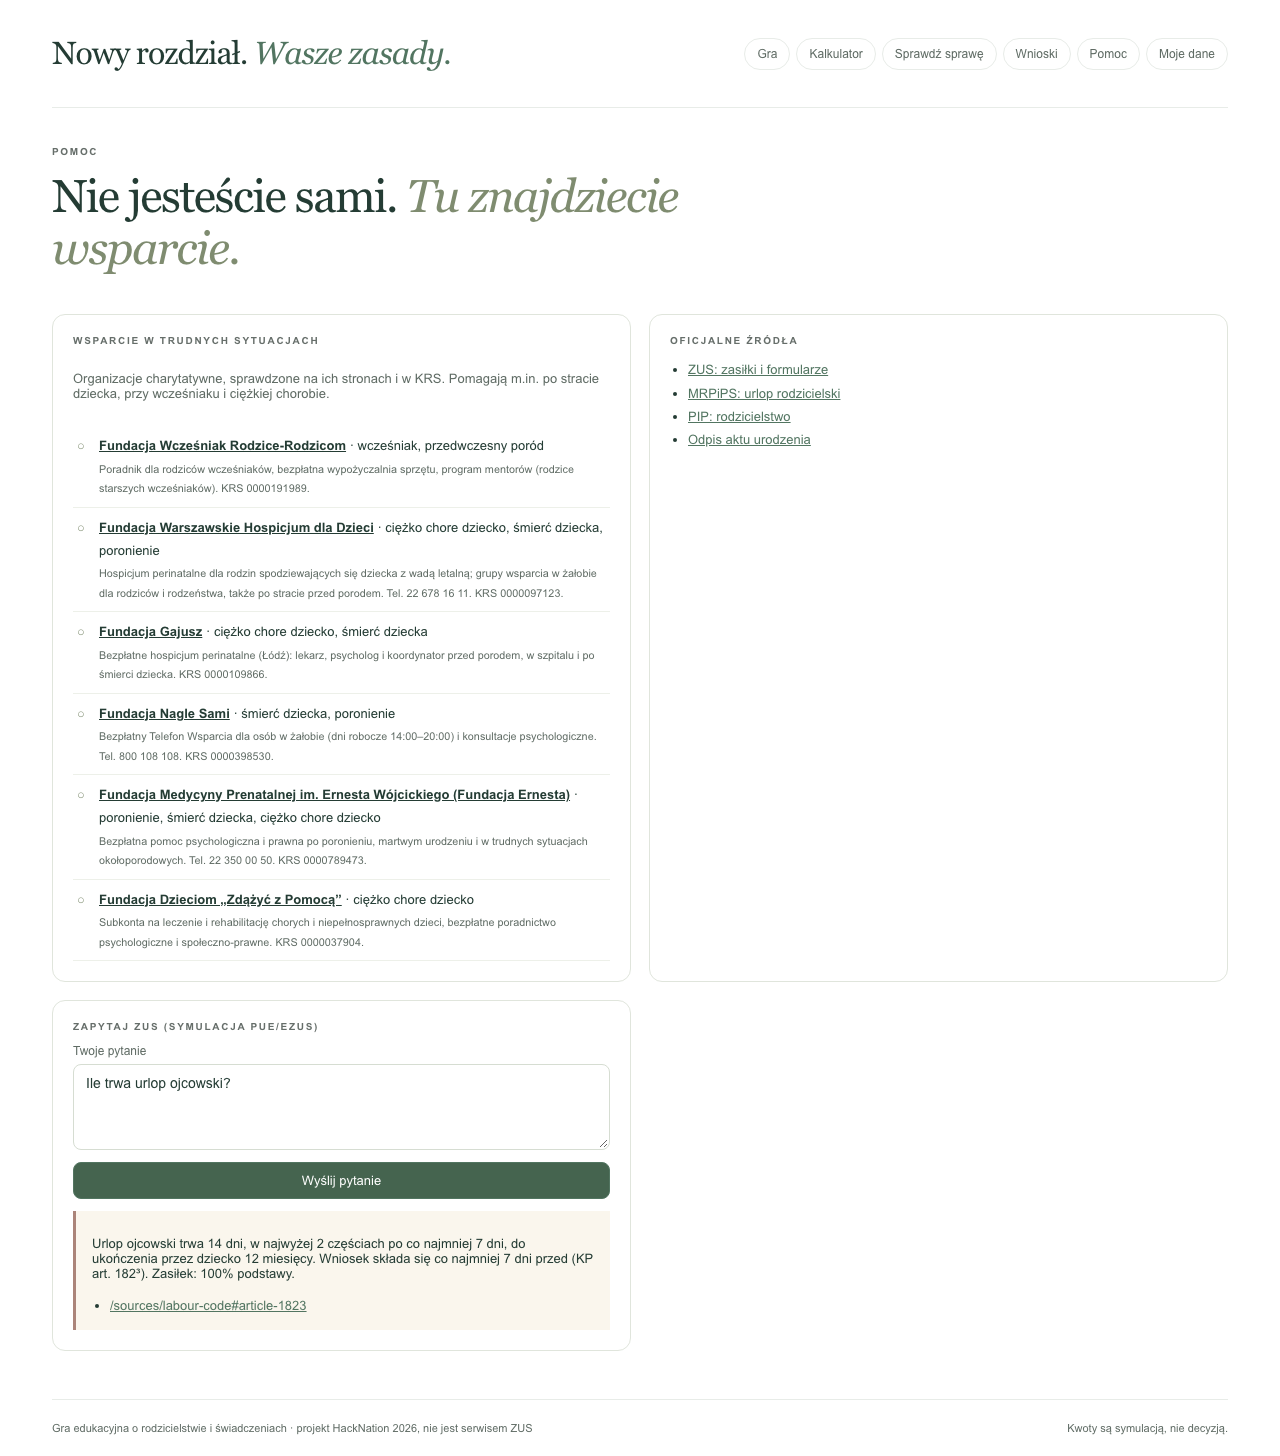 Nowy rozdział. Wasze zasady.
Gra
Kalkulator
Sprawdź sprawę
Wnioski
Pomoc
Moje dane
POMOC
Nie jesteście sami. Tu znajdziecie
wsparcie.
WSPARCIE W TRUDNYCH SYTUACJACH
Organizacje charytatywne, sprawdzone na ich stronach i w KRS. Pomagają m.in. po stracie
dziecka, przy wcześniaku i ciężkiej chorobie.
Fundacja Wcześniak Rodzice-Rodzicom · wcześniak, przedwczesny poród
Poradnik dla rodziców wcześniaków, bezpłatna wypożyczalnia sprzętu, program mentorów (rodzice
starszych wcześniaków). KRS 0000191989.
Fundacja Warszawskie Hospicjum dla Dzieci · ciężko chore dziecko, śmierć dziecka,
poronienie
Hospicjum perinatalne dla rodzin spodziewających się dziecka z wadą letalną; grupy wsparcia w żałobie
dla rodziców i rodzeństwa, także po stracie przed porodem. Tel. 22 678 16 11. KRS 0000097123.
Fundacja Gajusz · ciężko chore dziecko, śmierć dziecka
Bezpłatne hospicjum perinatalne (Łódź): lekarz, psycholog i koordynator przed porodem, w szpitalu i po
śmierci dziecka. KRS 0000109866.
Fundacja Nagle Sami · śmierć dziecka, poronienie
Bezpłatny Telefon Wsparcia dla osób w żałobie (dni robocze 14:00–20:00) i konsultacje psychologiczne.
Tel. 800 108 108. KRS 0000398530.
Fundacja Medycyny Prenatalnej im. Ernesta Wójcickiego (Fundacja Ernesta) ·
poronienie, śmierć dziecka, ciężko chore dziecko
Bezpłatna pomoc psychologiczna i prawna po poronieniu, martwym urodzeniu i w trudnych sytuacjach
okołoporodowych. Tel. 22 350 00 50. KRS 0000789473.
Fundacja Dzieciom „Zdążyć z Pomocą” · ciężko chore dziecko
Subkonta na leczenie i rehabilitację chorych i niepełnosprawnych dzieci, bezpłatne poradnictwo
psychologiczne i społeczno-prawne. KRS 0000037904.
OFICJALNE ŹRÓDŁA
ZUS: zasiłki i formularze
MRPiPS: urlop rodzicielski
PIP: rodzicielstwo
Odpis aktu urodzenia
ZAPYTAJ ZUS (SYMULACJA PUE/EZUS)
Twoje pytanie
Ile trwa urlop ojcowski?
Wyślij pytanie
Urlop ojcowski trwa 14 dni, w najwyżej 2 częściach po co najmniej 7 dni, do
ukończenia przez dziecko 12 miesięcy. Wniosek składa się co najmniej 7 dni przed (KP
art. 182³). Zasiłek: 100% podstawy.
/sources/labour-code#article-1823
Gra edukacyjna o rodzicielstwie i świadczeniach · projekt HackNation 2026, nie jest serwisem ZUS
Kwoty są symulacją, nie decyzją.